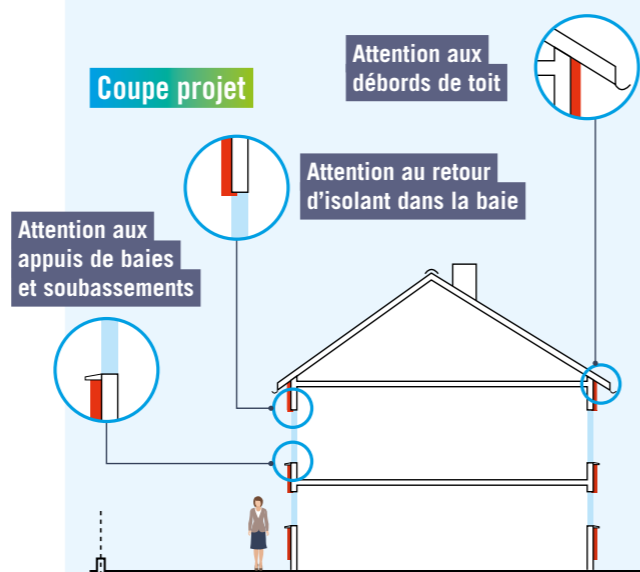 Coupe projet
Attention aux
débords de toit
Attention au retour
d'isolant dans la baie
Attention aux
appuis de baies
et soubassements